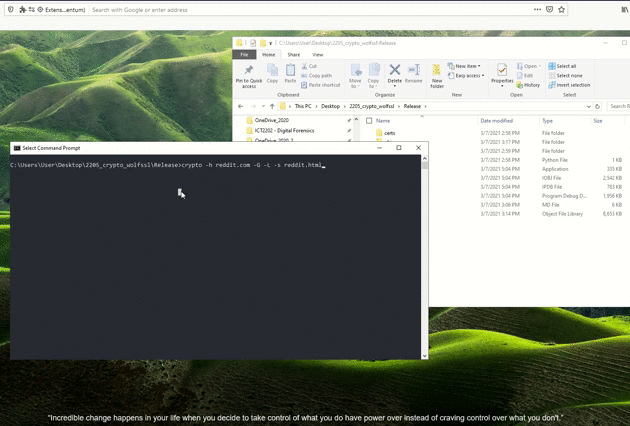 Extens...entum)
Search with Google or enter address
C:\Users\User\Desktop\2205_crypto_wolfssl\Release
File Home Share View
Pin to Quick access
Copy
Paste
Cut
Copy path
Paste shortcut
Clipboard
Move to
Copy to
Delete
Rename
Organize
New folder
New item
Easy access
New
Properties
Open
Edit
History
Open
Select all
Select none
Invert selection
Select
This PC > Desktop > 2205_crypto_wolfssl > Release
Search R
OneDrive_2020
ICT2202 - Digital Forensics
Name Date modified Type Size
certs 3/7/2021 2:58 PM File folder
3/7/2021 3:17 PM File folder
3/7/2021 2:59 PM File folder
3/7/2021 2:58 PM Python File 1 KB
3/7/2021 5:04 PM Application 335 KB
3/7/2021 5:04 PM IOBJ File 2,542 KB
3/7/2021 5:04 PM IPDB File 763 KB
3/7/2021 5:04 PM Program Debug D... 1,956 KB
3/7/2021 3:06 PM MD File 6 KB
3/7/2021 3:14 PM Object File Library 8,653 KB
Select Command Prompt
C:\Users\User\Desktop\2205_crypto_wolfssl\Release>crypto -h reddit.com -G -L -s reddit.html
"Incredible change happens in your life when you decide to take control of what you do have power over instead of craving control over what you don't."